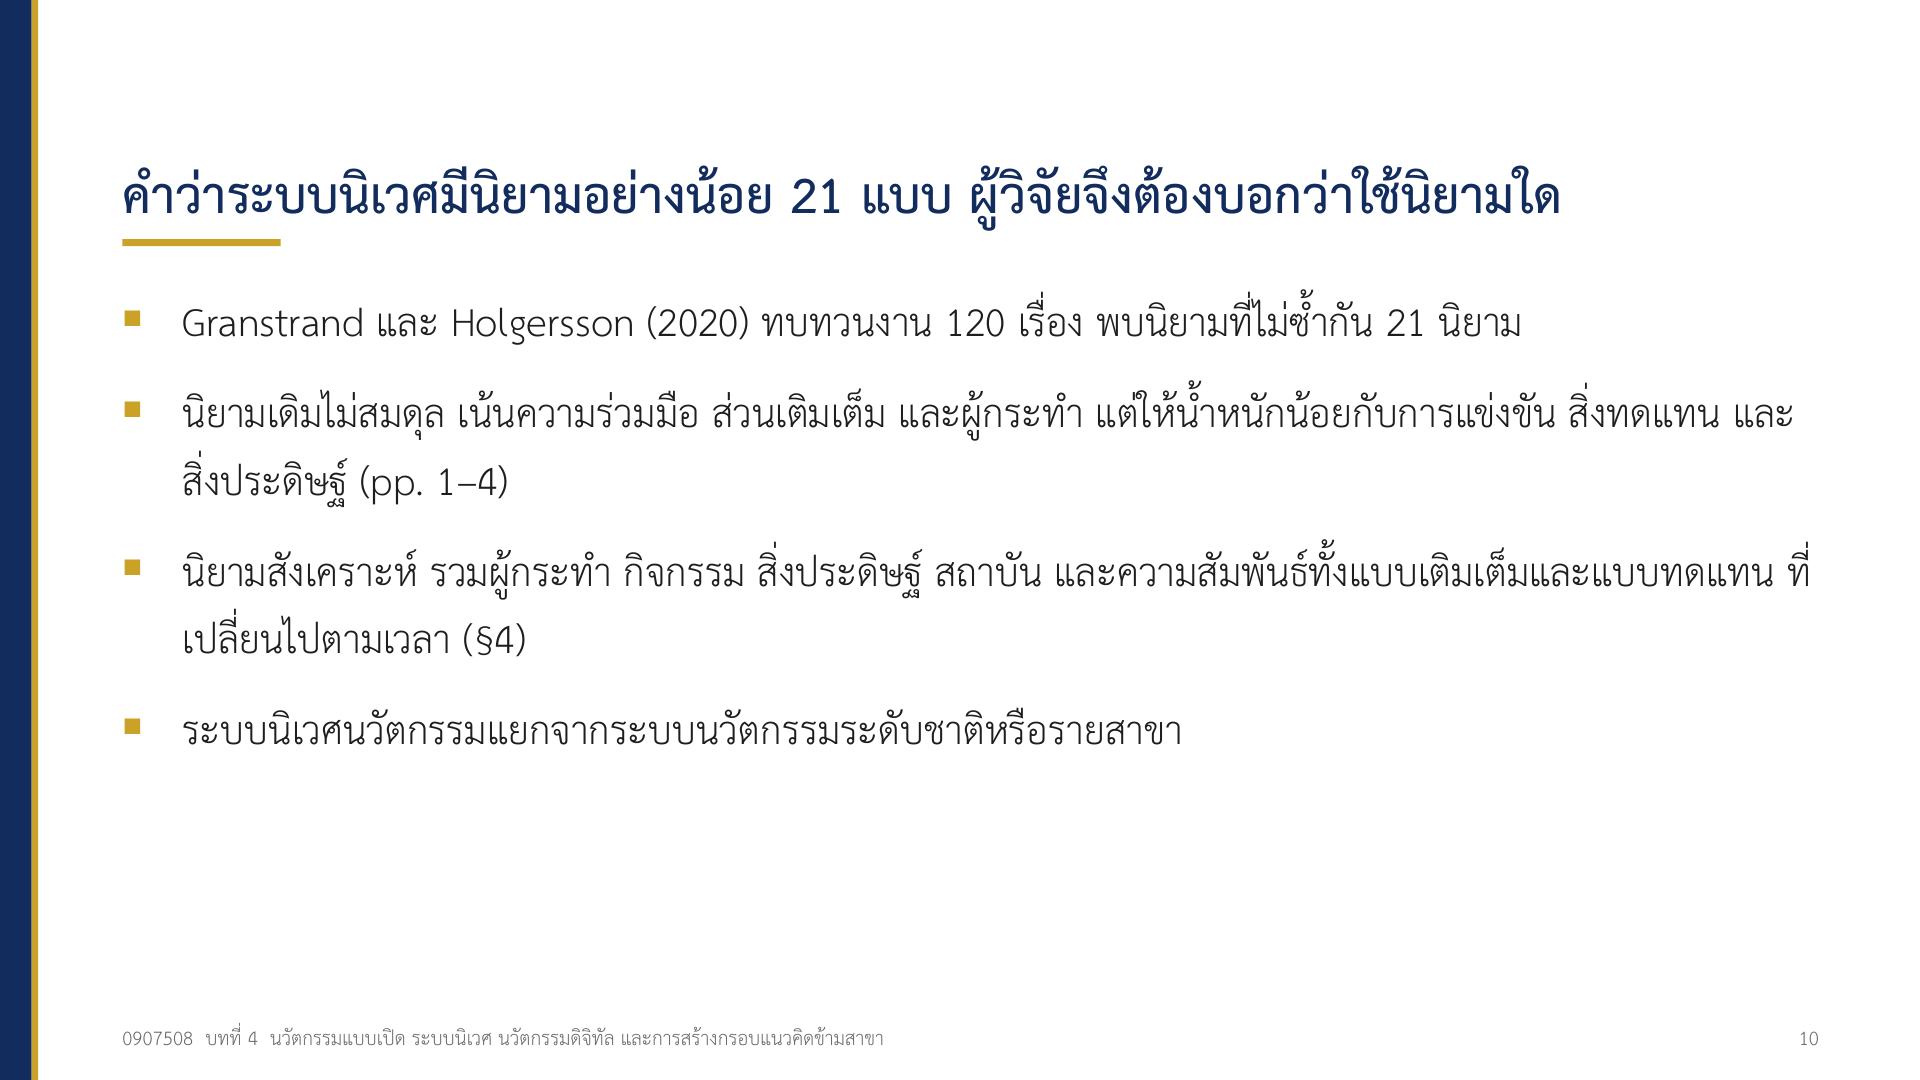 คำว่าระบบนิเวศมีนิยามอย่างน้อย 21 แบบ ผู้วิจัยจึงต้องบอกว่าใช้นิยามใด
Granstrand และ Holgersson (2020) ทบทวนงาน 120 เรื่อง พบนิยามที่ไม่ซ้ำกัน 21 นิยาม
นิยามเดิมไม่สมดุล เน้นความร่วมมือ ส่วนเติมเต็ม และผู้กระทำ แต่ให้น้ำหนักน้อยกับการแข่งขัน สิ่งทดแทน และ
สิ่งประดิษฐ์ (pp. 1–4)
นิยามสังเคราะห์ รวมผู้กระทำ กิจกรรม สิ่งประดิษฐ์ สถาบัน และความสัมพันธ์ทั้งแบบเติมเต็มและแบบทดแทน ที่
เปลี่ยนไปตามเวลา (§4)
ระบบนิเวศนวัตกรรมแยกจากระบบนวัตกรรมระดับชาติหรือรายสาขา
0907508 บทที่ 4 นวัตกรรมแบบเปิด ระบบนิเวศ นวัตกรรมดิจิทัล และการสร้างกรอบแนวคิดข้ามสาขา
10